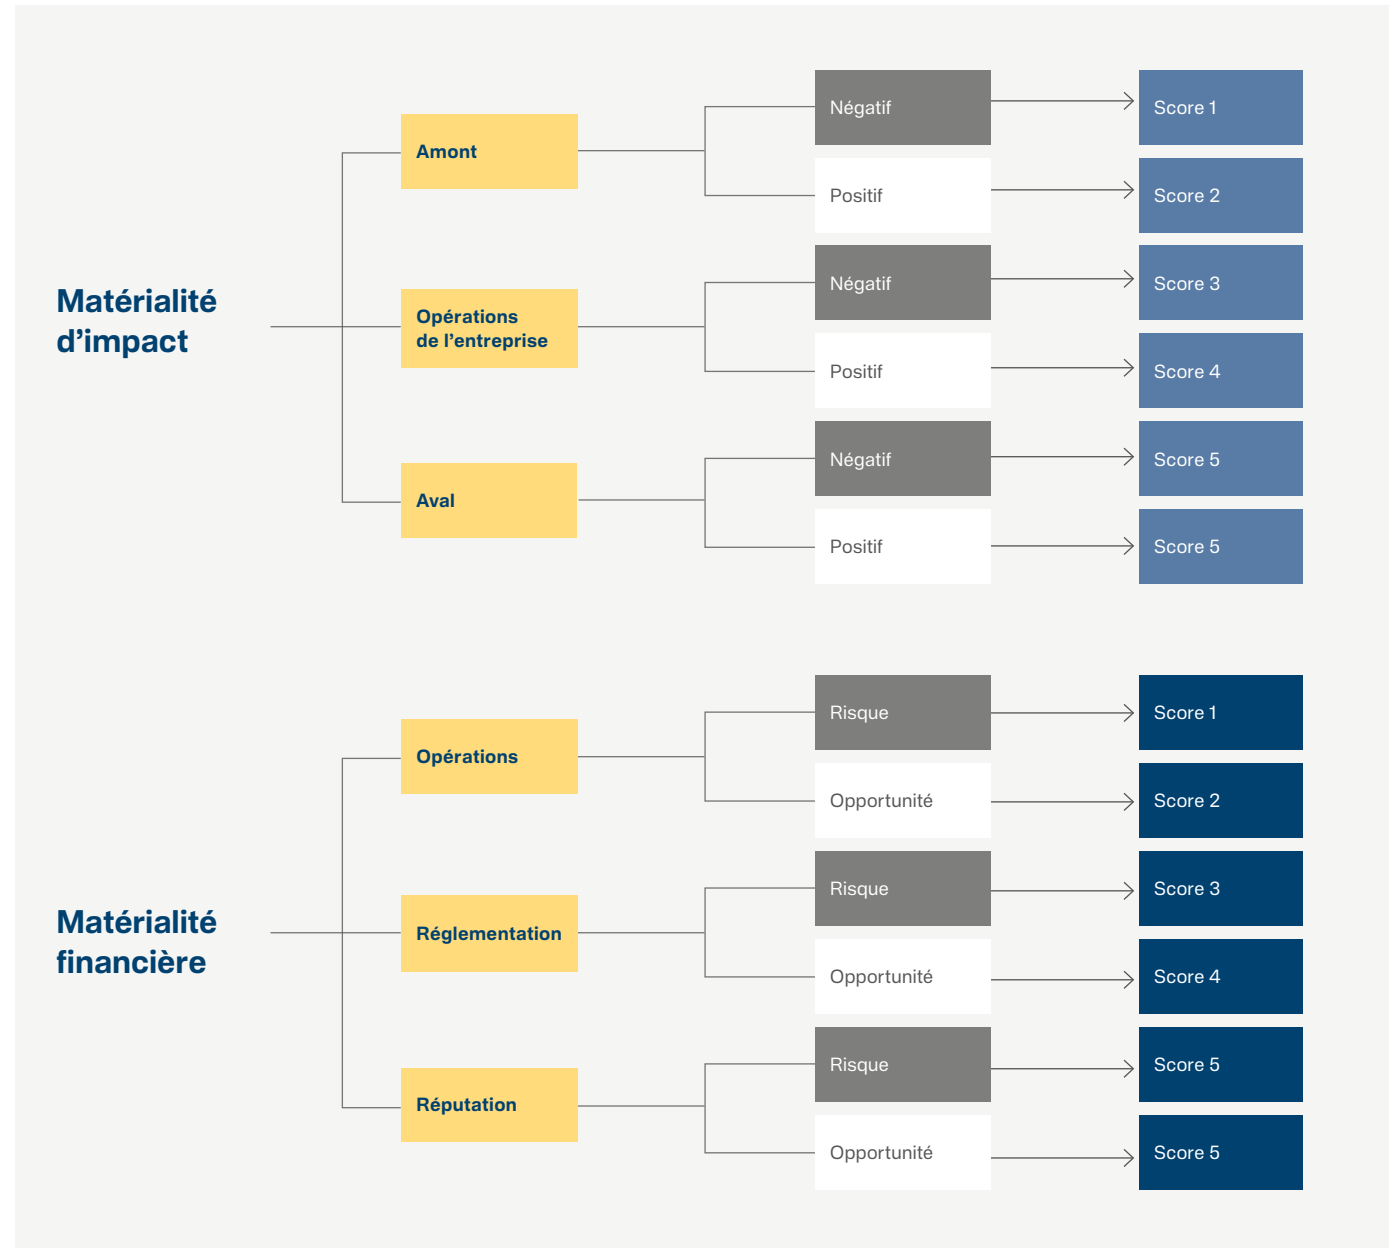 Matérialité
d’impact
Amont
Négatif
Score 1
Positif
Score 2
Opérations
de l’entreprise
Négatif
Score 3
Positif
Score 4
Aval
Négatif
Score 5
Positif
Score 5
Matérialité
financière
Opérations
Risque
Score 1
Opportunité
Score 2
Réglementation
Risque
Score 3
Opportunité
Score 4
Réputation
Risque
Score 5
Opportunité
Score 5